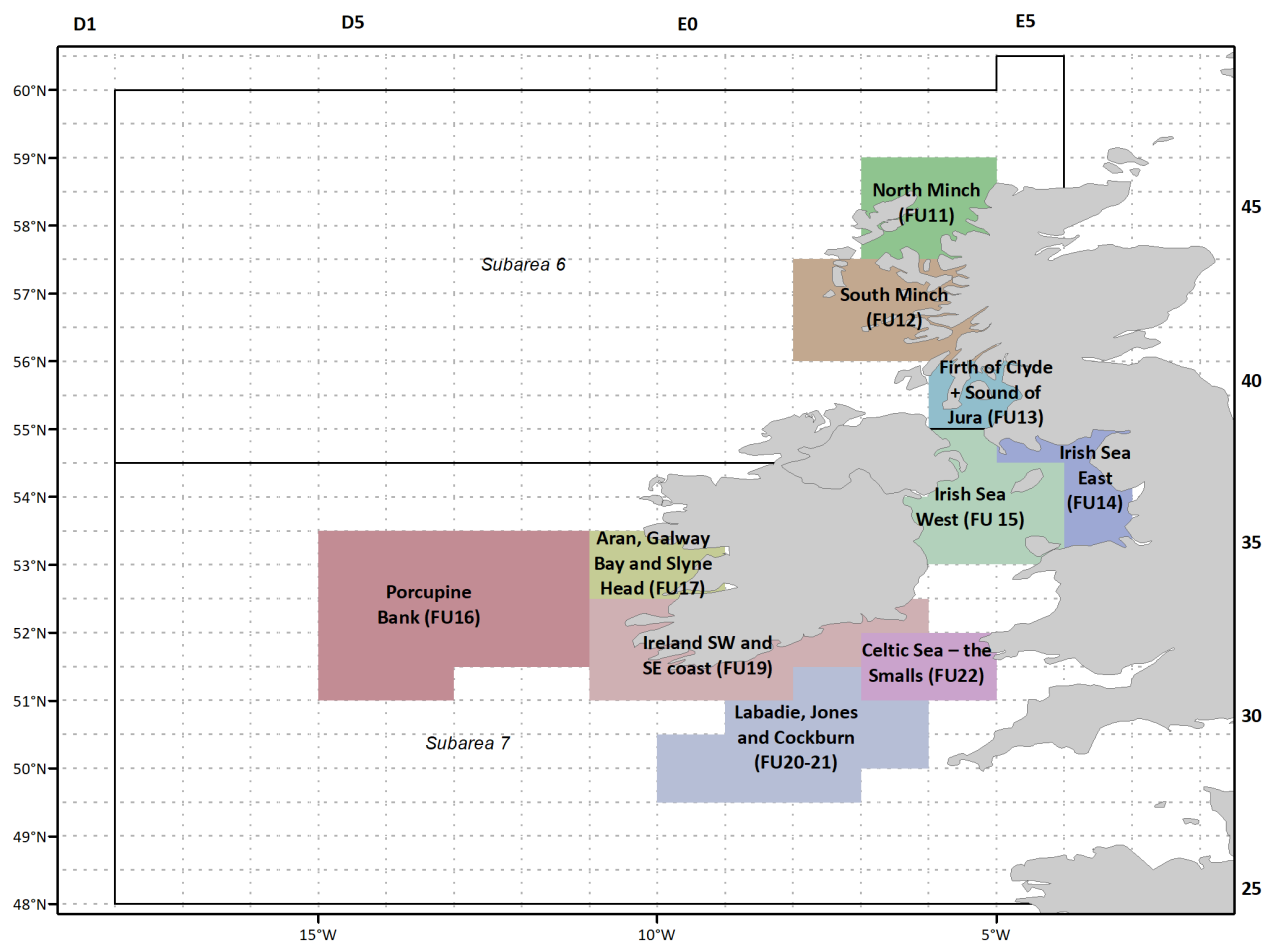 D1 D5 E0 E5
60°N
59°N
North Minch
(FU11)
45
58°N
Subarea 6
57°N
South Minch
(FU12)
56°N
Firth of Clyde
+ Sound of
Jura (FU13)
40
55°N
Irish Sea
East
(FU14)
54°N
Irish Sea
West (FU 15)
35
53°N
Aran, Galway
Bay and Slyne
Head (FU17)
Porcupine
Bank (FU16)
52°N
Ireland SW and
SE coast (FU19)
Celtic Sea – the
Smalls (FU22)
51°N
30
Labadie, Jones
and Cockburn
(FU20-21)
Subarea 7
50°N
49°N
25
48°N
15°W 10°W 5°W